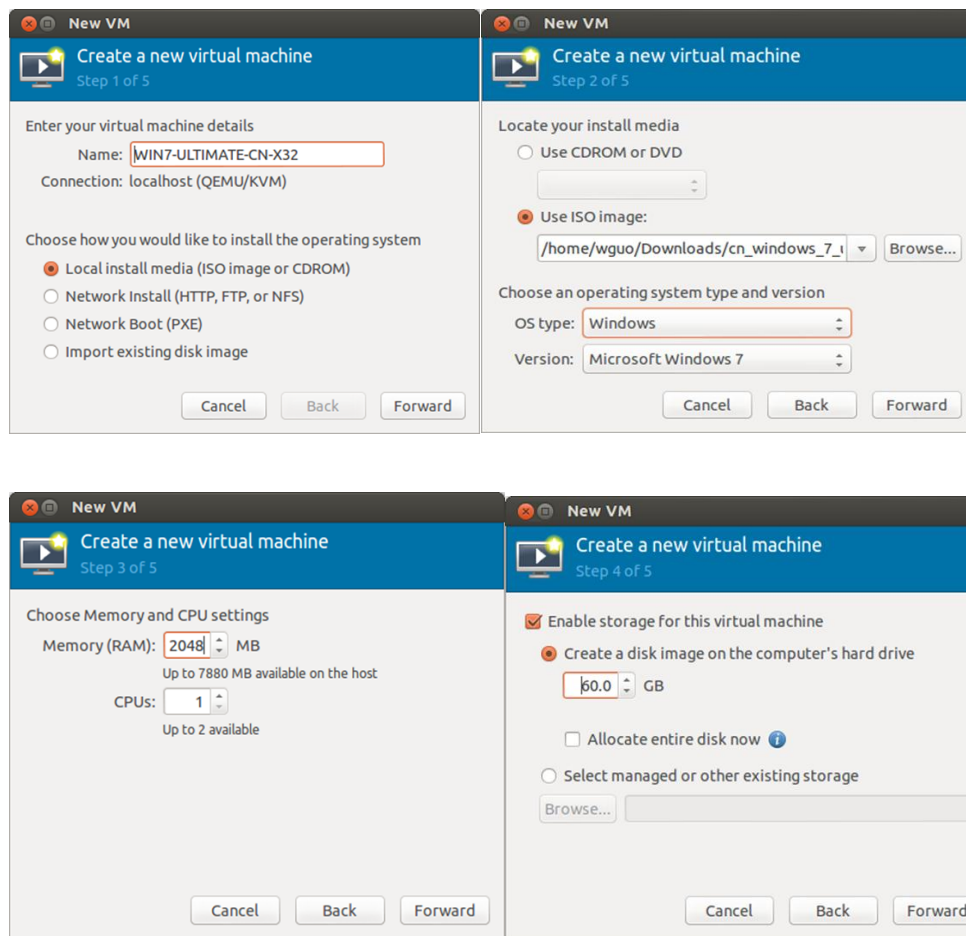 New VM
Create a new virtual machine
Step 1 of 5
Enter your virtual machine details
Name: WIN7-ULTIMATE-CN-X32
Connection: localhost (QEMU/KVM)
Choose how you would like to install the operating system
Local install media (ISO image or CDROM)
Network Install (HTTP, FTP, or NFS)
Network Boot (PXE)
Import existing disk image
Cancel Back Forward
New VM
Create a new virtual machine
Step 2 of 5
Locate your install media
Use CDROM or DVD
Use ISO image:
/home/wguo/Downloads/cn_windows_7_u Browse...
Choose an operating system type and version
OS type: Windows
Version: Microsoft Windows 7
Cancel Back Forward
New VM
Create a new virtual machine
Step 3 of 5
Choose Memory and CPU settings
Memory (RAM): 2048 MB
Up to 7880 MB available on the host
CPUs: 1
Up to 2 available
Cancel Back Forward
New VM
Create a new virtual machine
Step 4 of 5
Enable storage for this virtual machine
Create a disk image on the computer's hard drive
60.0 GB
Allocate entire disk now
Select managed or other existing storage
Browse...
Cancel Back Forward